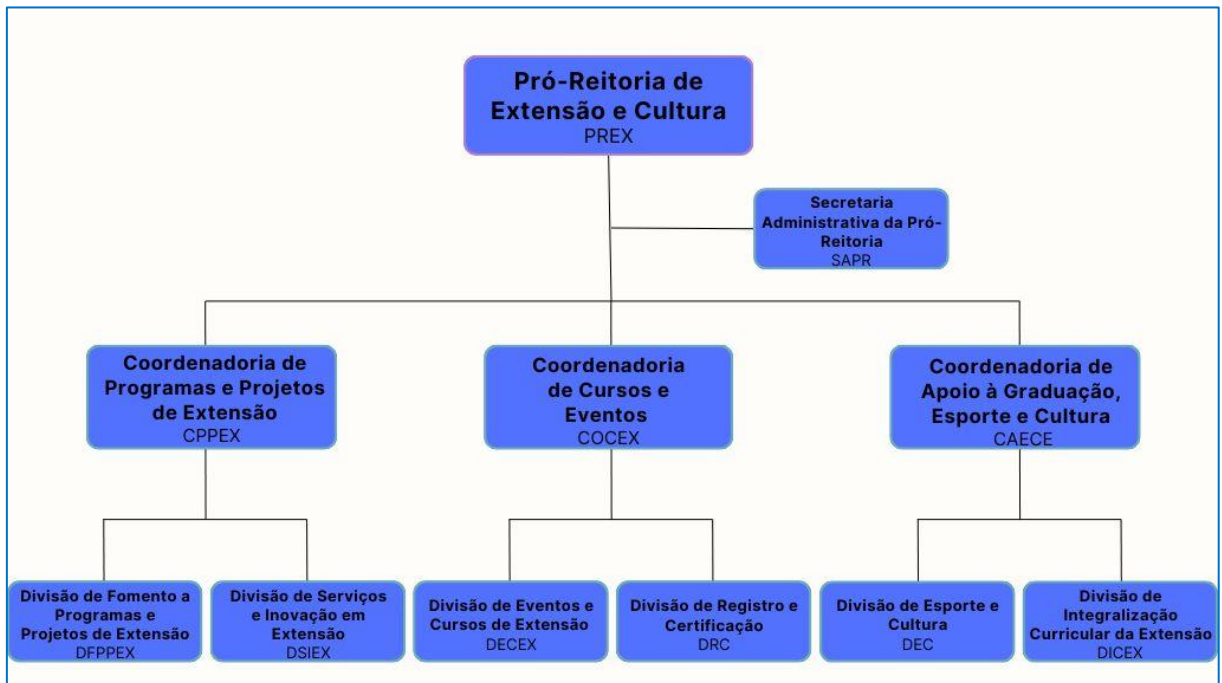 Pró-Reitoria de
Extensão e Cultura
PREX
Secretaria
Administrativa da Pró-
Reitoria
SAPR
Coordenadoria de
Programas e Projetos
de Extensão
CPPEX
Coordenadoria
de Cursos e
Eventos
COCEX
Coordenadoria de
Apoio à Graduação,
Esporte e Cultura
CAECE
Divisão de Fomento a
Programas e
Projetos de Extensão
DFPPEX
Divisão de Serviços
e Inovação em
Extensão
DSIEX
Divisão de Eventos e
Cursos de Extensão
DECEX
Divisão de Registro e
Certificação
DRC
Divisão de Esporte e
Cultura
DEC
Divisão de
Integralização
Curricular da Extensão
DICEX